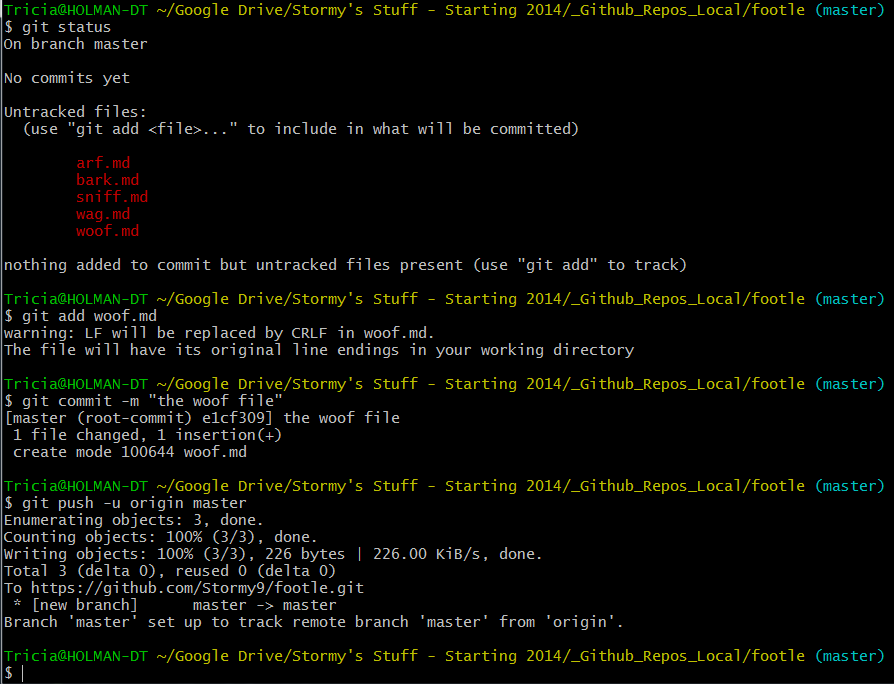 Tricia@HOLMAN-DT ~/Google Drive/Stormy's Stuff - Starting 2014/_Github_Repos_Local/footle (master)
$ git status
On branch master

No commits yet

Untracked files:
  (use "git add <file>..." to include in what will be committed)

        arf.md
        bark.md
        sniff.md
        wag.md
        woof.md

nothing added to commit but untracked files present (use "git add" to track)

Tricia@HOLMAN-DT ~/Google Drive/Stormy's Stuff - Starting 2014/_Github_Repos_Local/footle (master)
$ git add woof.md
warning: LF will be replaced by CRLF in woof.md.
The file will have its original line endings in your working directory

Tricia@HOLMAN-DT ~/Google Drive/Stormy's Stuff - Starting 2014/_Github_Repos_Local/footle (master)
$ git commit -m "the woof file"
[master (root-commit) e1cf309] the woof file
 1 file changed, 1 insertion(+)
 create mode 100644 woof.md

Tricia@HOLMAN-DT ~/Google Drive/Stormy's Stuff - Starting 2014/_Github_Repos_Local/footle (master)
$ git push -u origin master
Enumerating objects: 3, done.
Counting objects: 100% (3/3), done.
Writing objects: 100% (3/3), 226 bytes | 226.00 KiB/s, done.
Total 3 (delta 0), reused 0 (delta 0)
To https://github.com/Stormy9/footle.git
 * [new branch]      master -> master
Branch 'master' set up to track remote branch 'master' from 'origin'.

Tricia@HOLMAN-DT ~/Google Drive/Stormy's Stuff - Starting 2014/_Github_Repos_Local/footle (master)
$